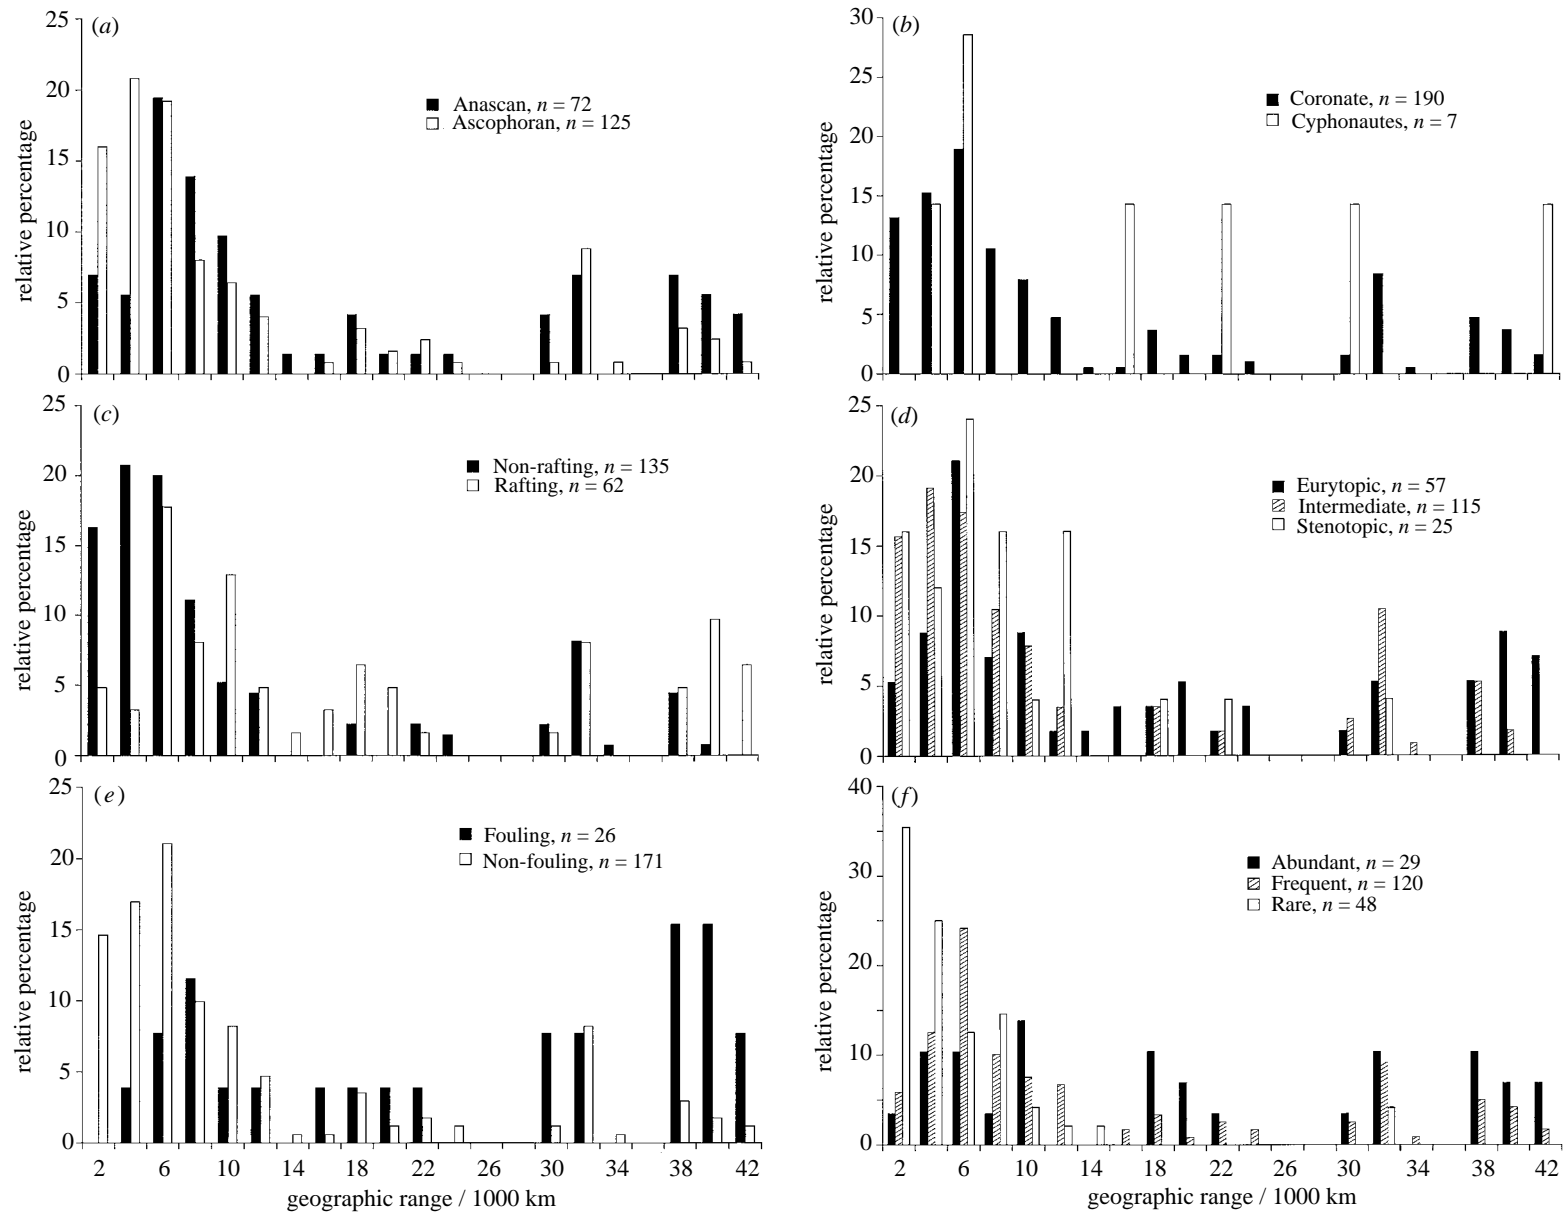 (a)
25
20
15
10
5
0
relative percentage
Anascan, n = 72
Ascophoran, n = 125
(b)
30
25
20
15
10
5
0
relative percentage
Coronate, n = 190
Cyphonautes, n = 7
(c)
25
20
15
10
5
0
relative percentage
Non-rafting, n = 135
Rafting, n = 62
(d)
25
20
15
10
5
0
relative percentage
Eurytopic, n = 57
Intermediate, n = 115
Stenotopic, n = 25
(e)
25
20
15
10
5
0
relative percentage
Fouling, n = 26
Non-fouling, n = 171
2 6 10 14 18 22 26 30 34 38 42
geographic range / 1000 km
(f)
40
30
20
10
0
relative percentage
Abundant, n = 29
Frequent, n = 120
Rare, n = 48
2 6 10 14 18 22 26 30 34 38 42
geographic range / 1000 km